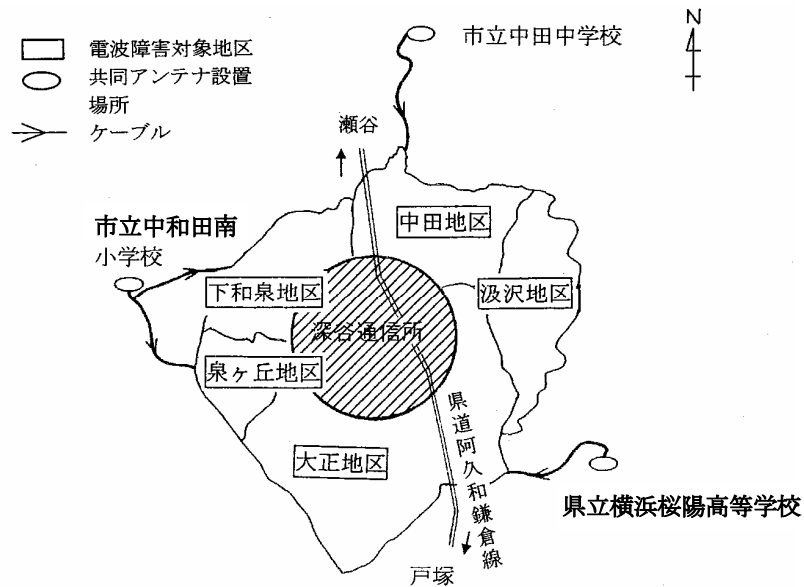 電波障害対象地区
共同アンテナ設置
場所
ケーブル
市立中田中学校
N
瀬谷
中田地区
市立中和田南
小学校
下和泉地区
汲沢地区
深谷通信所
泉ヶ丘地区
大正地区
県道阿久和鎌倉線
県立横浜桜陽高等学校
戸塚